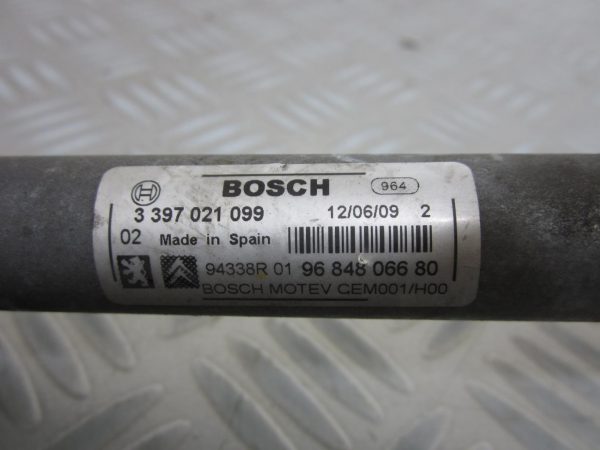 BOSCH 964
3 397 021 099 12/06/09 2
02 Made in Spain
94338R 01 96 848 066 80
BOSCH MOTEV GEM001/H00